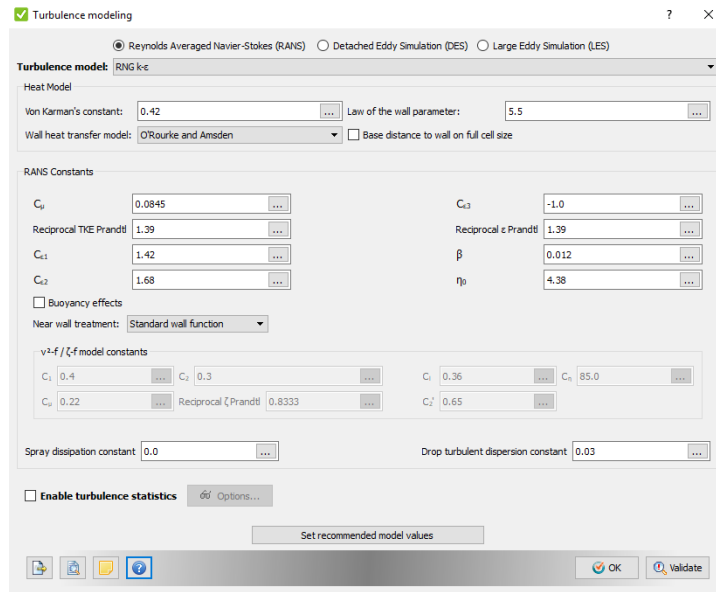 Turbulence modeling ? ×
Reynolds Averaged Navier-Stokes (RANS) Detached Eddy Simulation (DES) Large Eddy Simulation (LES)
Turbulence model: RNG k-ε
Heat Model
Von Karman's constant: 0.42 ... Law of the wall parameter: 5.5 ...
Wall heat transfer model: O'Rourke and Amsden Base distance to wall on full cell size
RANS Constants
Cμ 0.0845 ... Cε3 -1.0 ...
Reciprocal TKE Prandtl 1.39 ... Reciprocal ε Prandtl 1.39 ...
Cε1 1.42 ... β 0.012 ...
Cε2 1.68 ... η0 4.38 ...
Buoyancy effects
Near wall treatment: Standard wall function
v²-f / ζ-f model constants
C1 0.4 ... C2 0.3 ... Cl 0.36 ... Cη 85.0 ...
Cμ 0.22 ... Reciprocal ζ Prandtl 0.8333 ... C2' 0.65 ...
Spray dissipation constant 0.0 ... Drop turbulent dispersion constant 0.03 ...
Enable turbulence statistics Options...
Set recommended model values
? OK Validate